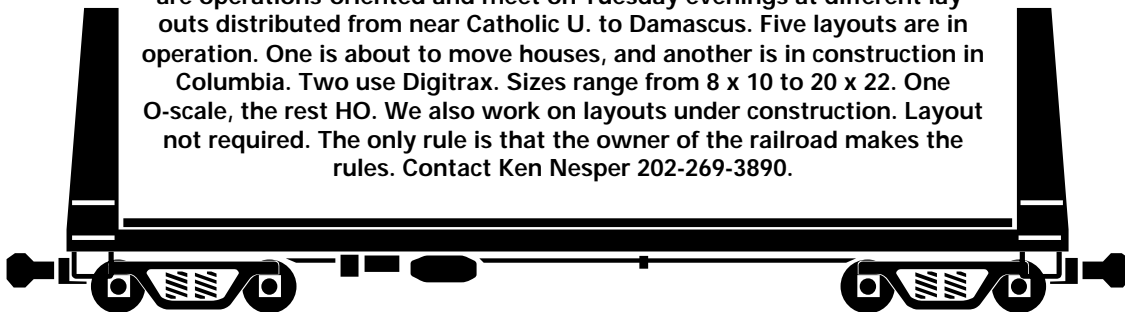 are operations-oriented and meet on Tuesday evenings at different lay-
outs distributed from near Catholic U. to Damascus. Five layouts are in
operation. One is about to move houses, and another is in construction in
Columbia. Two use Digitrax. Sizes range from 8 x 10 to 20 x 22. One
O-scale, the rest HO. We also work on layouts under construction. Layout
not required. The only rule is that the owner of the railroad makes the
rules. Contact Ken Nesper 202-269-3890.